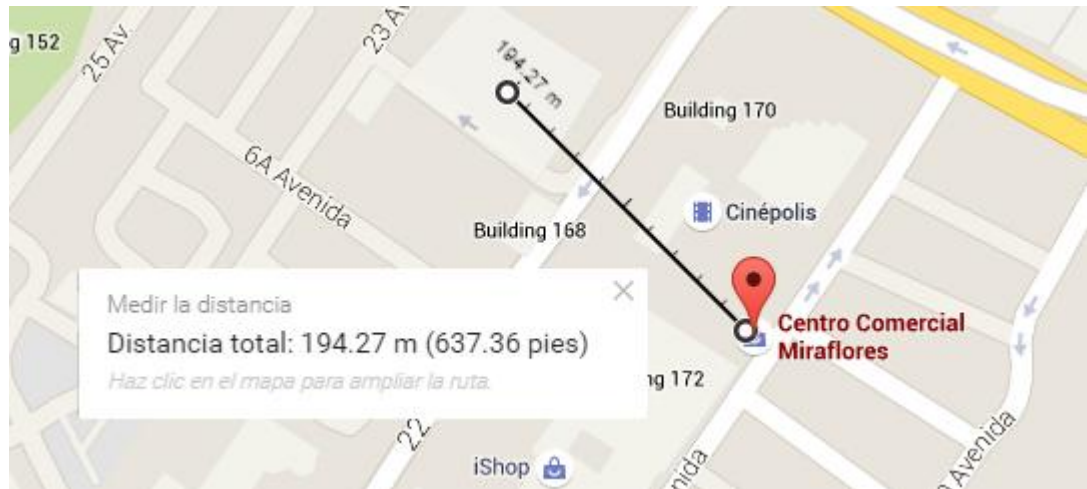 g 152
25 Av.
23 Av
194.27 m
Building 170
6A Avenida
Cinépolis
Building 168
Medir la distancia
Distancia total: 194.27 m (637.36 pies)
Haz clic en el mapa para ampliar la ruta.
Centro Comercial
Miraflores
ng 172
22
iShop
nida
Avenida